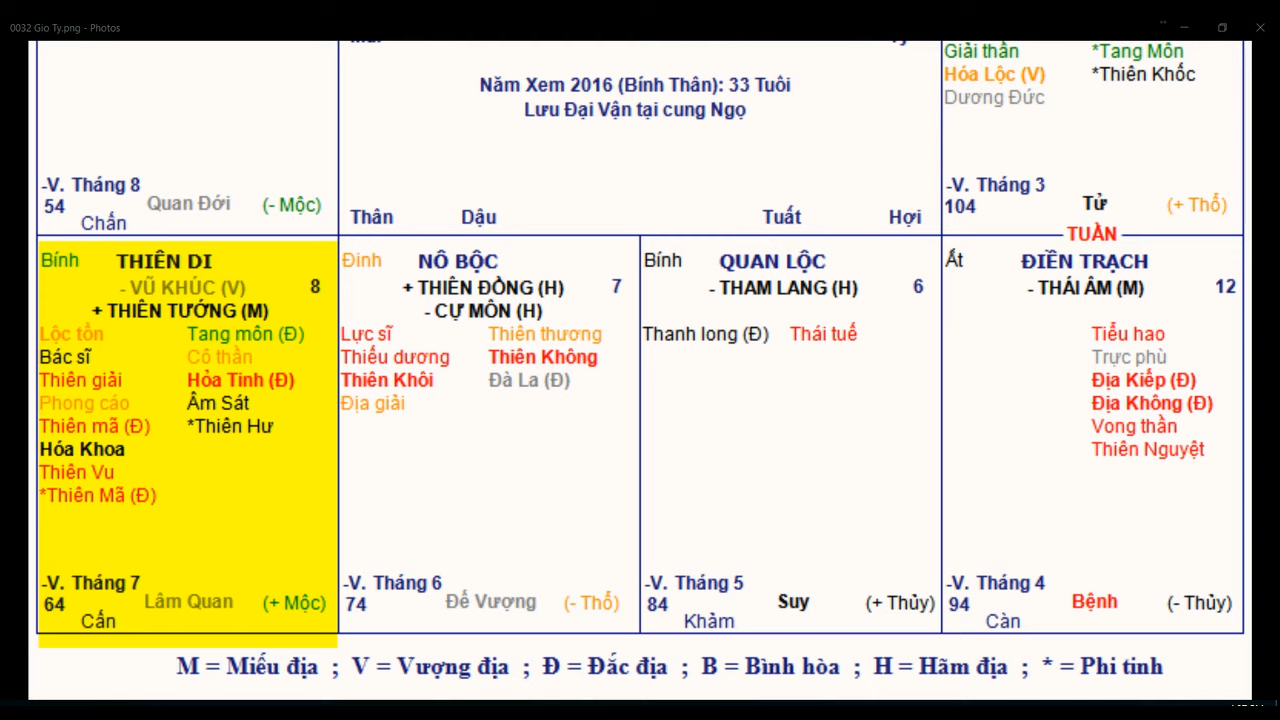 0032 Gio Ty.png - Photos
Giải thần *Tang Môn
Hóa Lộc (V) *Thiên Khốc
Dương Đức
Năm Xem 2016 (Bính Thân): 33 Tuổi
Lưu Đại Vận tại cung Ngọ
-V. Tháng 8
54 Quan Đới (- Mộc)
Chấn
Thân Dậu Tuất Hợi
-V. Tháng 3
104 Tử (+ Thổ)
TUẦN
Bính THIÊN DI
- VŨ KHÚC (V) 8
+ THIÊN TƯỚNG (M)
Lộc tồn Tang môn (Đ)
Bác sĩ Cô thần
Thiên giải Hỏa Tinh (Đ)
Phong cáo Âm Sát
Thiên mã (Đ) *Thiên Hư
Hóa Khoa
Thiên Vu
*Thiên Mã (Đ)
-V. Tháng 7
64 Lâm Quan (+ Mộc)
Cấn
Đinh NÔ BỘC
+ THIÊN ĐỒNG (H) 7
- CỰ MÔN (H)
Lực sĩ Thiên thương
Thiếu dương Thiên Không
Thiên Khôi Đà La (Đ)
Địa giải
-V. Tháng 6
74 Đế Vượng (- Thổ)
Bính QUAN LỘC
- THAM LANG (H) 6
Thanh long (Đ) Thái tuế
-V. Tháng 5
84 Suy (+ Thủy)
Khảm
Ất ĐIỀN TRẠCH
- THÁI ÂM (M) 12
Tiểu hao
Trực phù
Địa Kiếp (Đ)
Địa Không (Đ)
Vong thần
Thiên Nguyệt
-V. Tháng 4
94 Bệnh (- Thủy)
Càn
M = Miếu địa ; V = Vượng địa ; Đ = Đắc địa ; B = Bình hòa ; H = Hãm địa ; * = Phi tinh